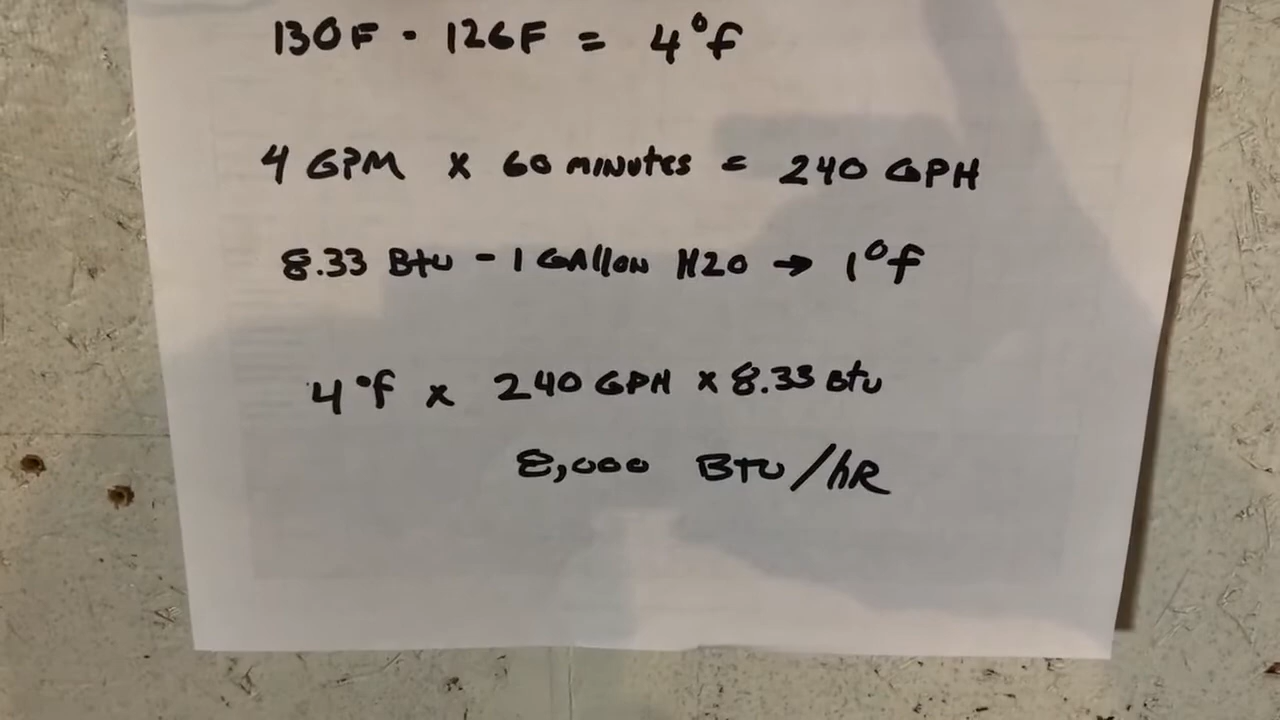 130F - 126F = 4°f
4 GPM x 60 minutes = 240 GPH
8.33 Btu - 1 GAllon H2O → 1°f
4°f x 240 GPH x 8.33 Btu
8,000 BTU/hR